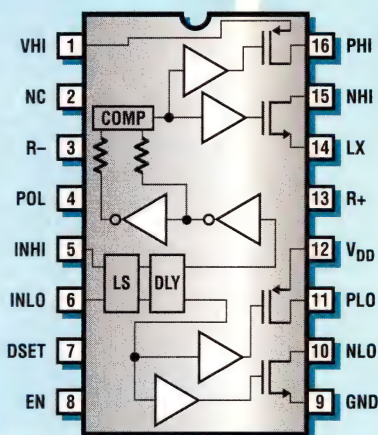 VHI 1
NC 2
R– 3
POL 4
INHI 5
INLO 6
DSET 7
EN 8
16 PHI
15 NHI
14 LX
13 R+
12 VDD
11 PLO
10 NLO
9 GND
COMP
LS DLY